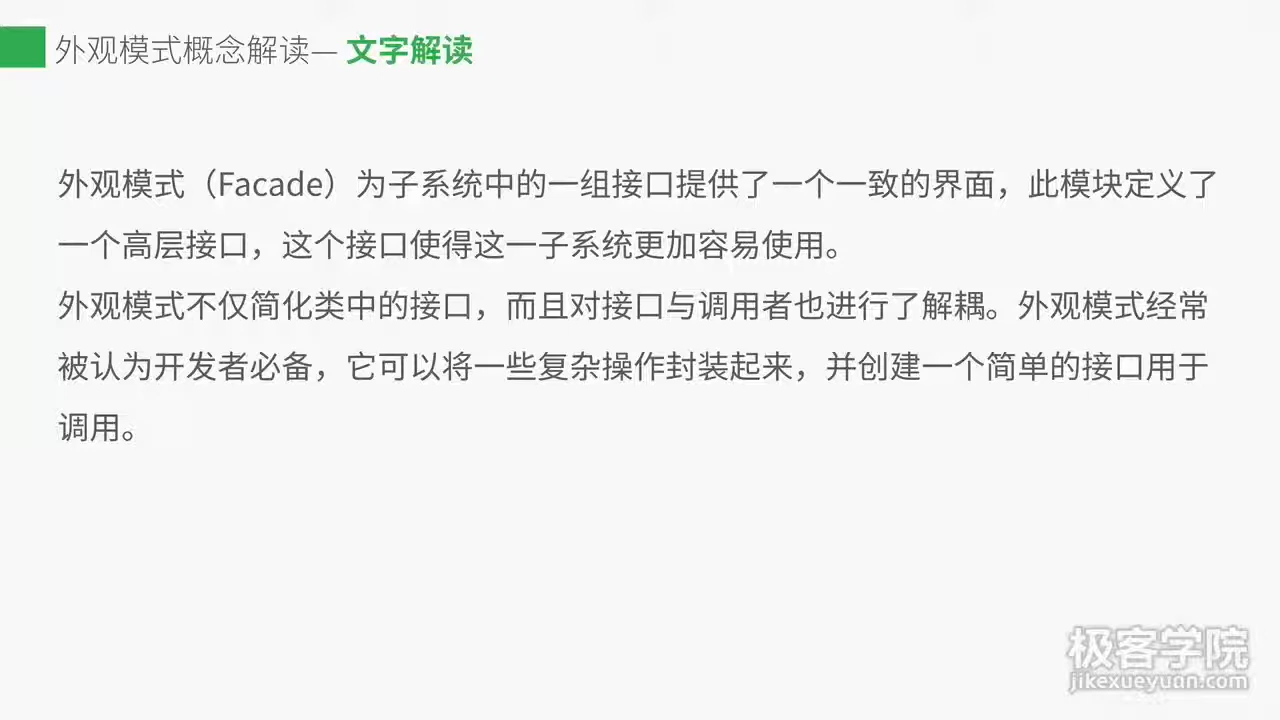 外观模式概念解读— 文字解读
外观模式（Facade）为子系统中的一组接口提供了一个一致的界面，此模块定义了
一个高层接口，这个接口使得这一子系统更加容易使用。
外观模式不仅简化类中的接口，而且对接口与调用者也进行了解耦。外观模式经常
被认为开发者必备，它可以将一些复杂操作封装起来，并创建一个简单的接口用于
调用。
极客学院
jikexueyuan.com